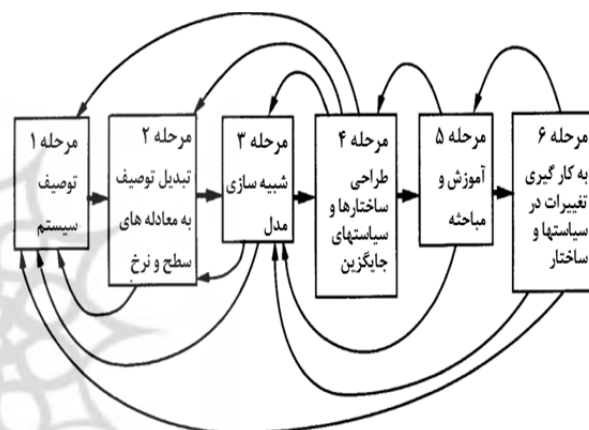 مرحله ۱
توصیف
سیستم
مرحله ۲
تبدیل توصیف
به معادله های
سطح و نرخ
مرحله ۳
شبیه سازی
مدل
مرحله ۴
طراحی
ساختارها و
سیاستهای
جایگزین
مرحله ۵
آموزش و
مباحثه
مرحله ۶
به کار گیری
تغییرات در
سیاستها و
ساختار